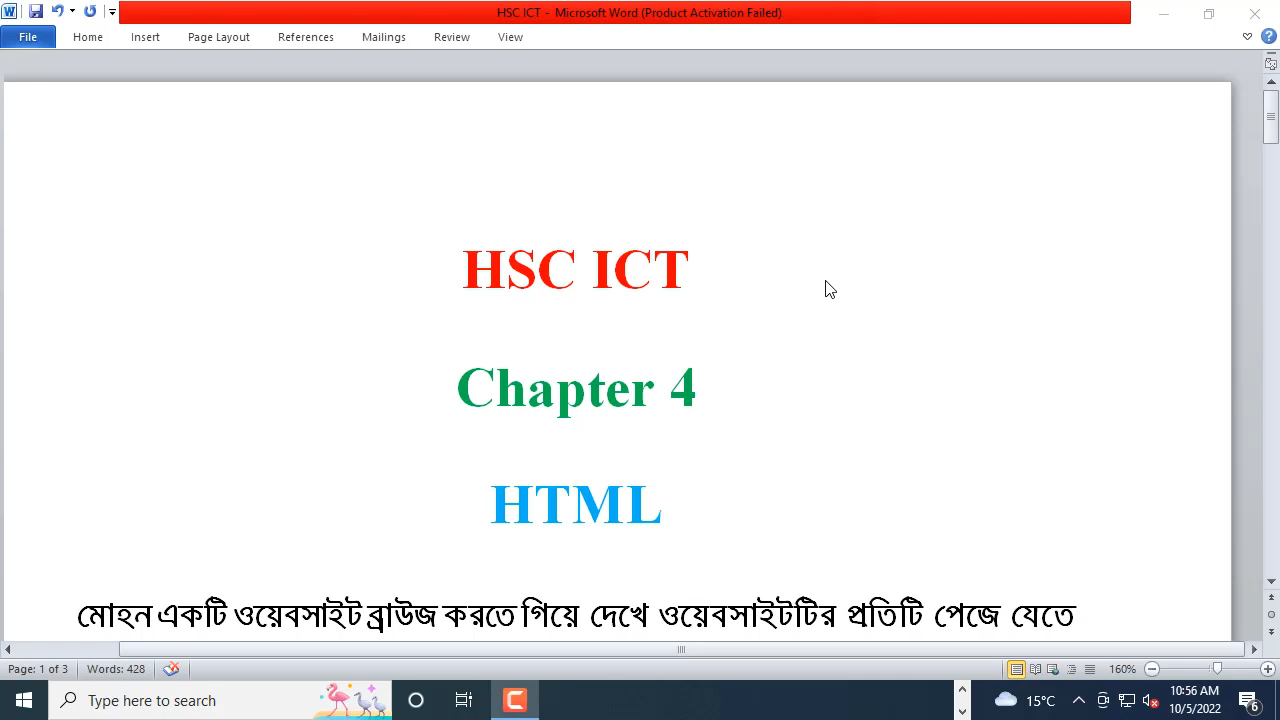 HSC ICT - Microsoft Word (Product Activation Failed)
File Home Insert Page Layout References Mailings Review View
HSC ICT
Chapter 4
HTML
মোহন একটি ওয়েবসাইট ব্রাউজ করতে গিয়ে দেখে ওয়েবসাইটটির প্রতিটি পেজে যেতে
Page: 1 of 3 Words: 428 160%
Type here to search 15°C 10:56 AM
10/5/2022 6